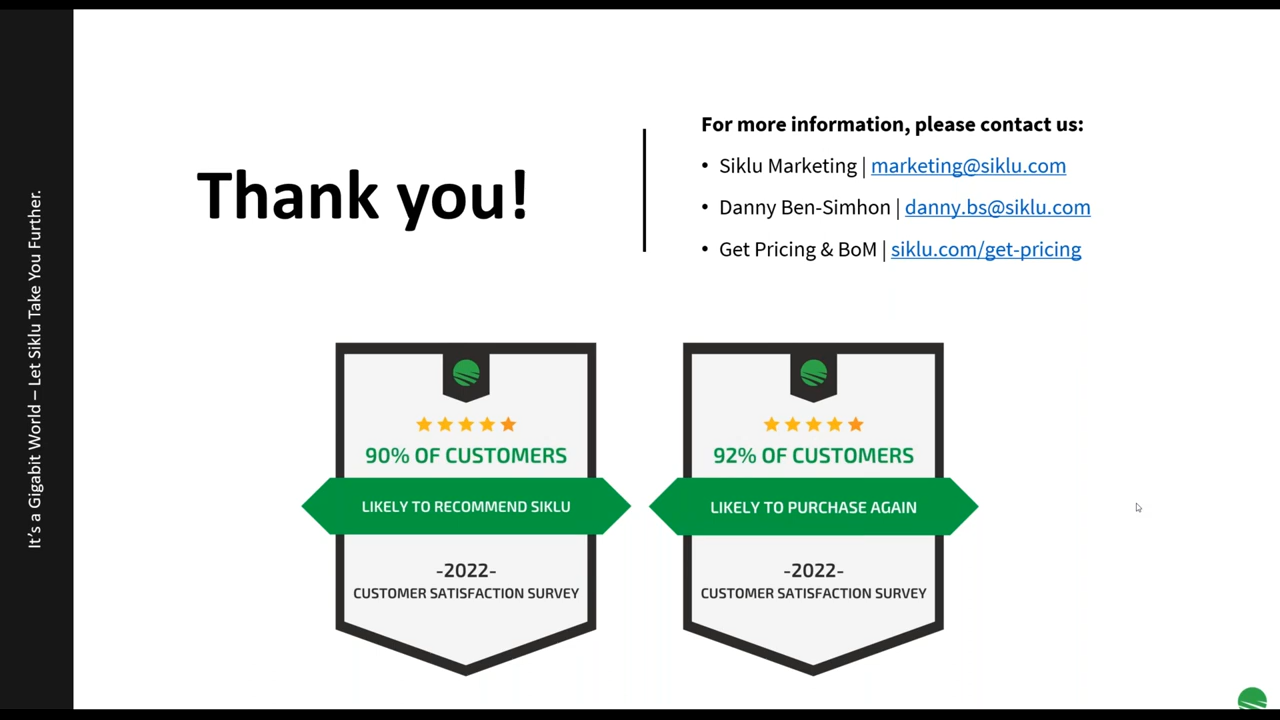 It's a Gigabit World – Let Siklu Take You Further.
Thank you!
For more information, please contact us:
• Siklu Marketing | marketing@siklu.com
• Danny Ben-Simhon | danny.bs@siklu.com
• Get Pricing & BoM | siklu.com/get-pricing
90% OF CUSTOMERS
LIKELY TO RECOMMEND SIKLU
-2022-
CUSTOMER SATISFACTION SURVEY
92% OF CUSTOMERS
LIKELY TO PURCHASE AGAIN
-2022-
CUSTOMER SATISFACTION SURVEY